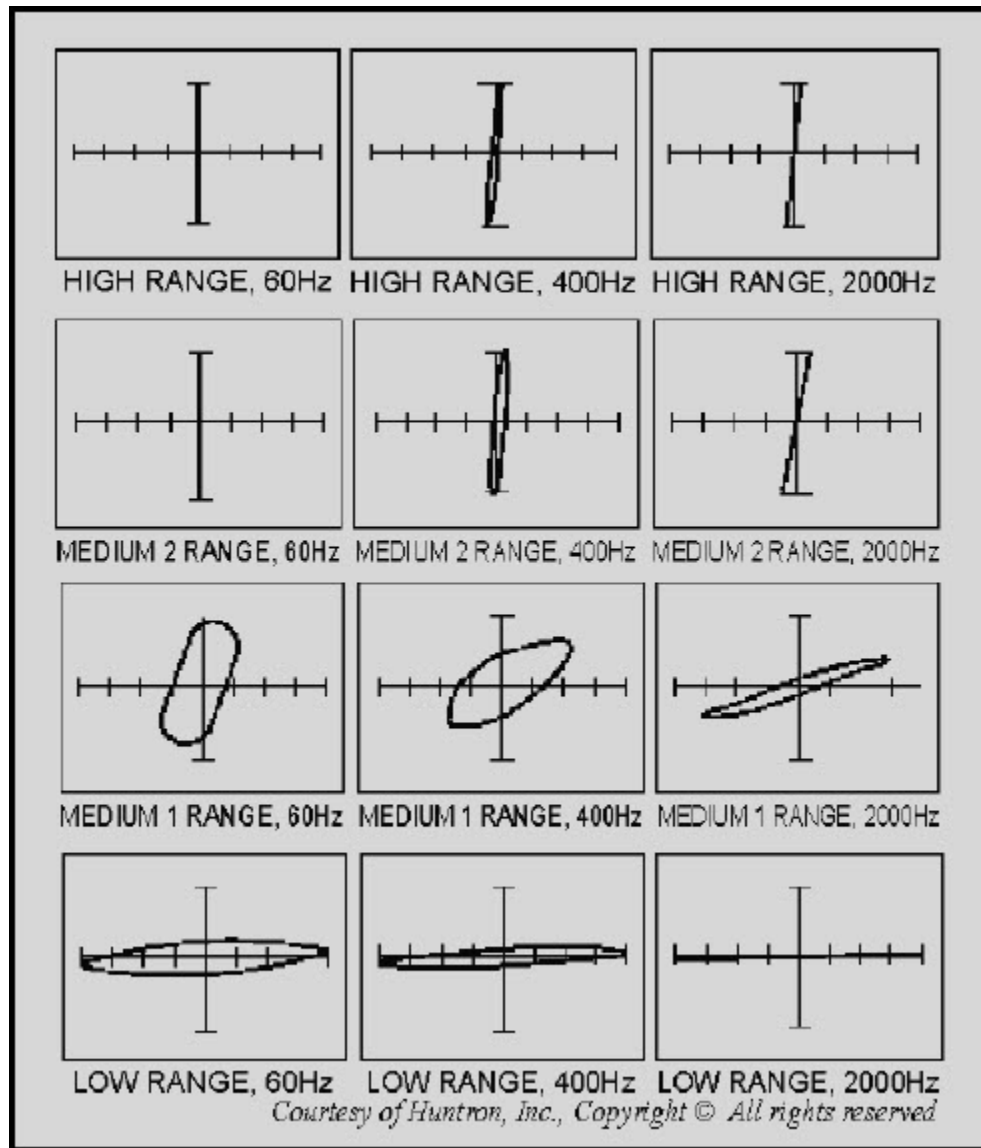 HIGH RANGE, 60Hz HIGH RANGE, 400Hz HIGH RANGE, 2000Hz
MEDIUM 2 RANGE, 60Hz MEDIUM 2 RANGE, 400Hz MEDIUM 2 RANGE, 2000Hz
MEDIUM 1 RANGE, 60Hz MEDIUM 1 RANGE, 400Hz MEDIUM 1 RANGE, 2000Hz
LOW RANGE, 60Hz LOW RANGE, 400Hz LOW RANGE, 2000Hz
Courtesy of Huntron, Inc., Copyright © All rights reserved